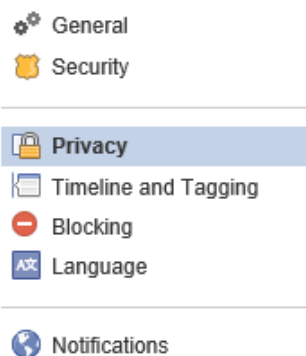 General
Security
Privacy
Timeline and Tagging
Blocking
Language
Notifications